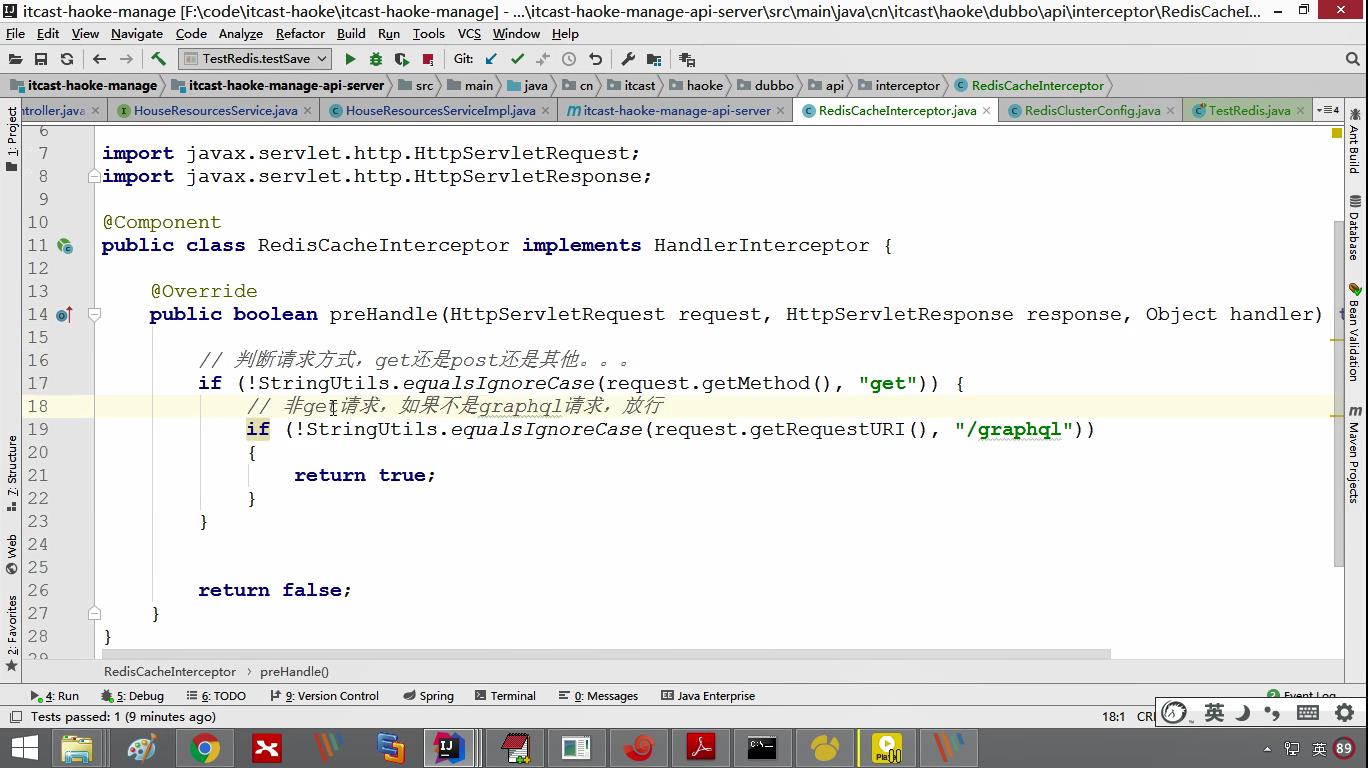 itcast-haoke-manage [F:\code\itcast-haoke\itcast-haoke-manage] - ...\itcast-haoke-manage-api-server\src\main\java\cn\itcast\haoke\dubbo\api\interceptor\RedisCacheI...
File Edit View Navigate Code Analyze Refactor Build Run Tools VCS Window Help
TestRedis.testSave Git:
itcast-haoke-manage itcast-haoke-manage-api-server src main java cn itcast haoke dubbo api interceptor RedisCacheInterceptor
ntroller.java HouseResourcesService.java HouseResourcesServiceImpl.java itcast-haoke-manage-api-server RedisCacheInterceptor.java RedisClusterConfig.java TestRedis.java 4
1: Project
7: Structure
Web
2: Favorites
6
7 import javax.servlet.http.HttpServletRequest;
8 import javax.servlet.http.HttpServletResponse;
9
10 @Component
11 public class RedisCacheInterceptor implements HandlerInterceptor {
12
13 @Override
14 public boolean preHandle(HttpServletRequest request, HttpServletResponse response, Object handler) t
15
16 // 判断请求方式，get还是post还是其他。。。
17 if (!StringUtils.equalsIgnoreCase(request.getMethod(), "get")) {
18 // 非get请求，如果不是graphql请求，放行
19 if (!StringUtils.equalsIgnoreCase(request.getRequestURI(), "/graphql"))
20 {
21 return true;
22 }
23 }
24
25
26 return false;
27 }
28 }
29
Ant Build
Database
Bean Validation
Maven Projects
RedisCacheInterceptor preHandle()
4: Run 5: Debug 6: TODO 9: Version Control Spring Terminal 0: Messages Java Enterprise 2 Event Log
Tests passed: 1 (9 minutes ago) 18:1 CR
英
Play
英 89